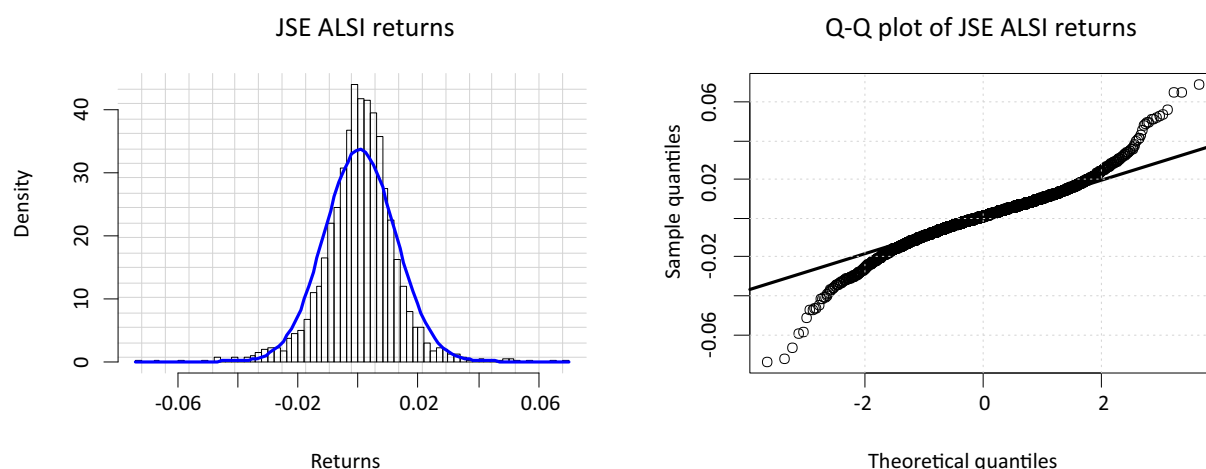 JSE ALSI returns
Density
0
10
20
30
40
-0.06
-0.02
0.02
0.06
Returns
Q-Q plot of JSE ALSI returns
Sample quantiles
0.06
0.02
-0.02
-0.06
-2
0
2
Theoretical quantiles